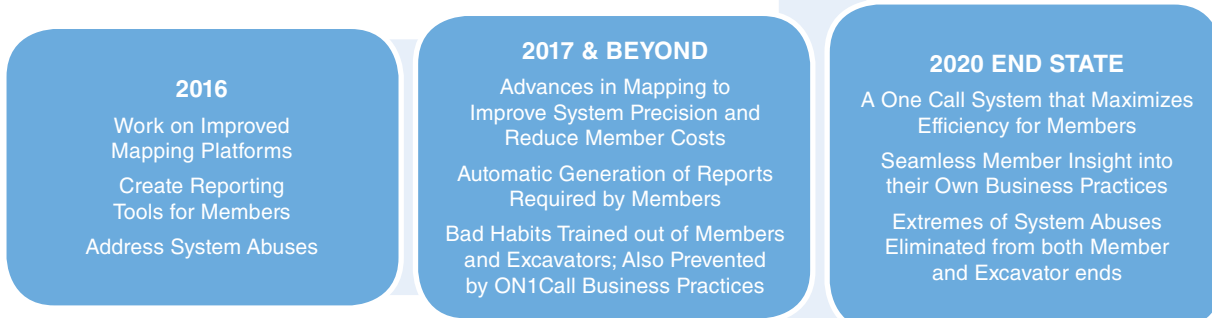 2016
Work on Improved
Mapping Platforms
Create Reporting
Tools for Members
Address System Abuses
2017 & BEYOND
Advances in Mapping to
Improve System Precision and
Reduce Member Costs
Automatic Generation of Reports
Required by Members
Bad Habits Trained out of Members
and Excavators; Also Prevented
by ON1Call Business Practices
2020 END STATE
A One Call System that Maximizes
Efficiency for Members
Seamless Member Insight into
their Own Business Practices
Extremes of System Abuses
Eliminated from both Member
and Excavator ends